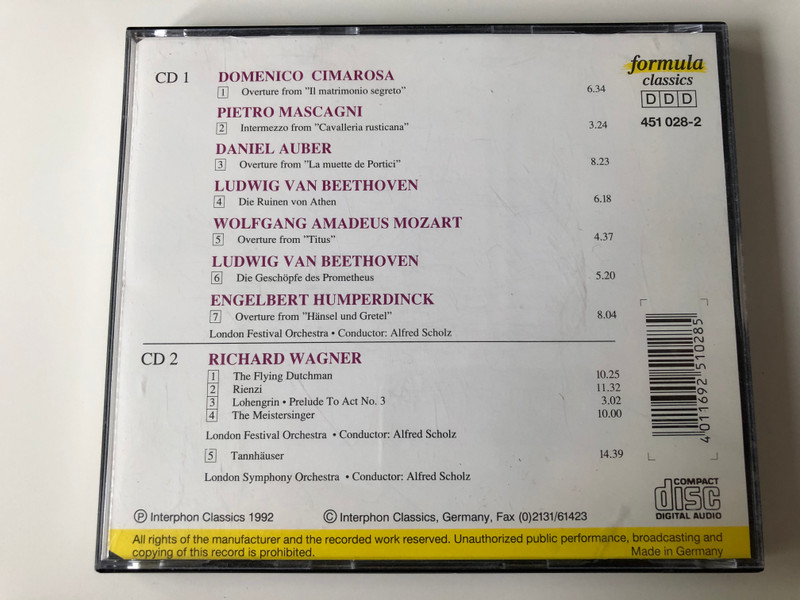 CD 1 DOMENICO CIMAROSA
1 Overture from "Il matrimonio segreto" 6.34
PIETRO MASCAGNI
2 Intermezzo from "Cavalleria rusticana" 3.24
DANIEL AUBER
3 Overture from "La muette de Portici" 8.23
LUDWIG VAN BEETHOVEN
4 Die Ruinen von Athen 6.18
WOLFGANG AMADEUS MOZART
5 Overture from "Titus" 4.37
LUDWIG VAN BEETHOVEN
6 Die Geschöpfe des Prometheus 5.20
ENGELBERT HUMPERDINCK
7 Overture from "Hänsel und Gretel" 8.04
London Festival Orchestra • Conductor: Alfred Scholz
CD 2 RICHARD WAGNER
1 The Flying Dutchman 10.25
2 Rienzi 11.32
3 Lohengrin • Prelude To Act No. 3 3.02
4 The Meistersinger 10.00
London Festival Orchestra • Conductor: Alfred Scholz
5 Tannhäuser 14.39
London Symphony Orchestra • Conductor: Alfred Scholz
formula
classics
D D D
451 028-2
4 011692 510285
COMPACT
disc
DIGITAL AUDIO
Ⓟ Interphon Classics 1992 © Interphon Classics, Germany, Fax (0)2131/61423
All rights of the manufacturer and the recorded work reserved. Unauthorized public performance, broadcasting and
copying of this record is prohibited. Made in Germany